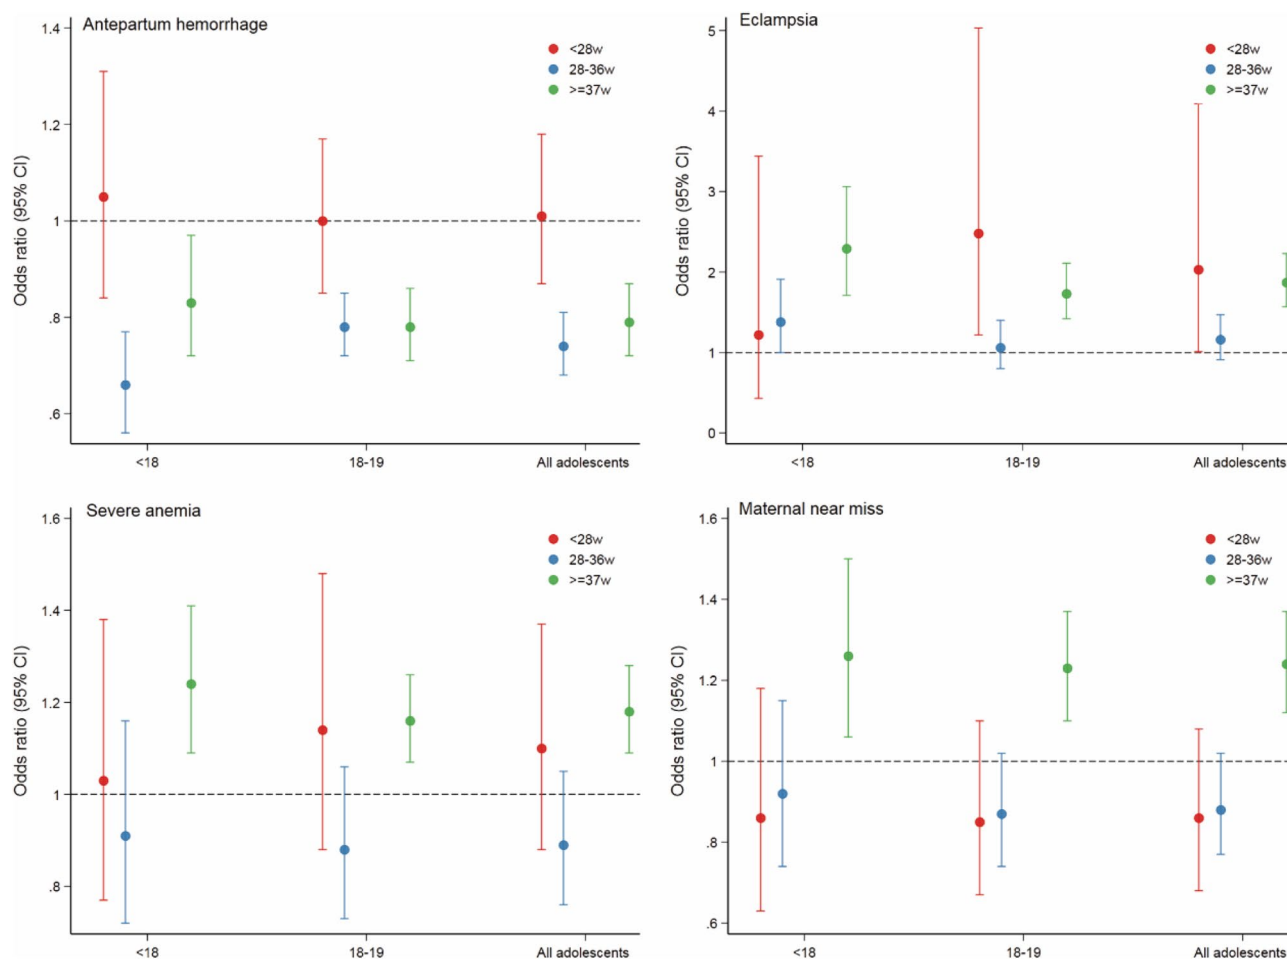 Antepartum hemorrhage
<28w
28-36w
>=37w
Odds ratio (95% CI)
1.4
1.2
1
.8
.6
<18
18-19
All adolescents
Eclampsia
<28w
28-36w
>=37w
Odds ratio (95% CI)
5
4
3
2
1
0
<18
18-19
All adolescents
Severe anemia
<28w
28-36w
>=37w
Odds ratio (95% CI)
1.6
1.4
1.2
1
.8
<18
18-19
All adolescents
Maternal near miss
<28w
28-36w
>=37w
Odds ratio (95% CI)
1.6
1.4
1.2
1
.8
.6
<18
18-19
All adolescents